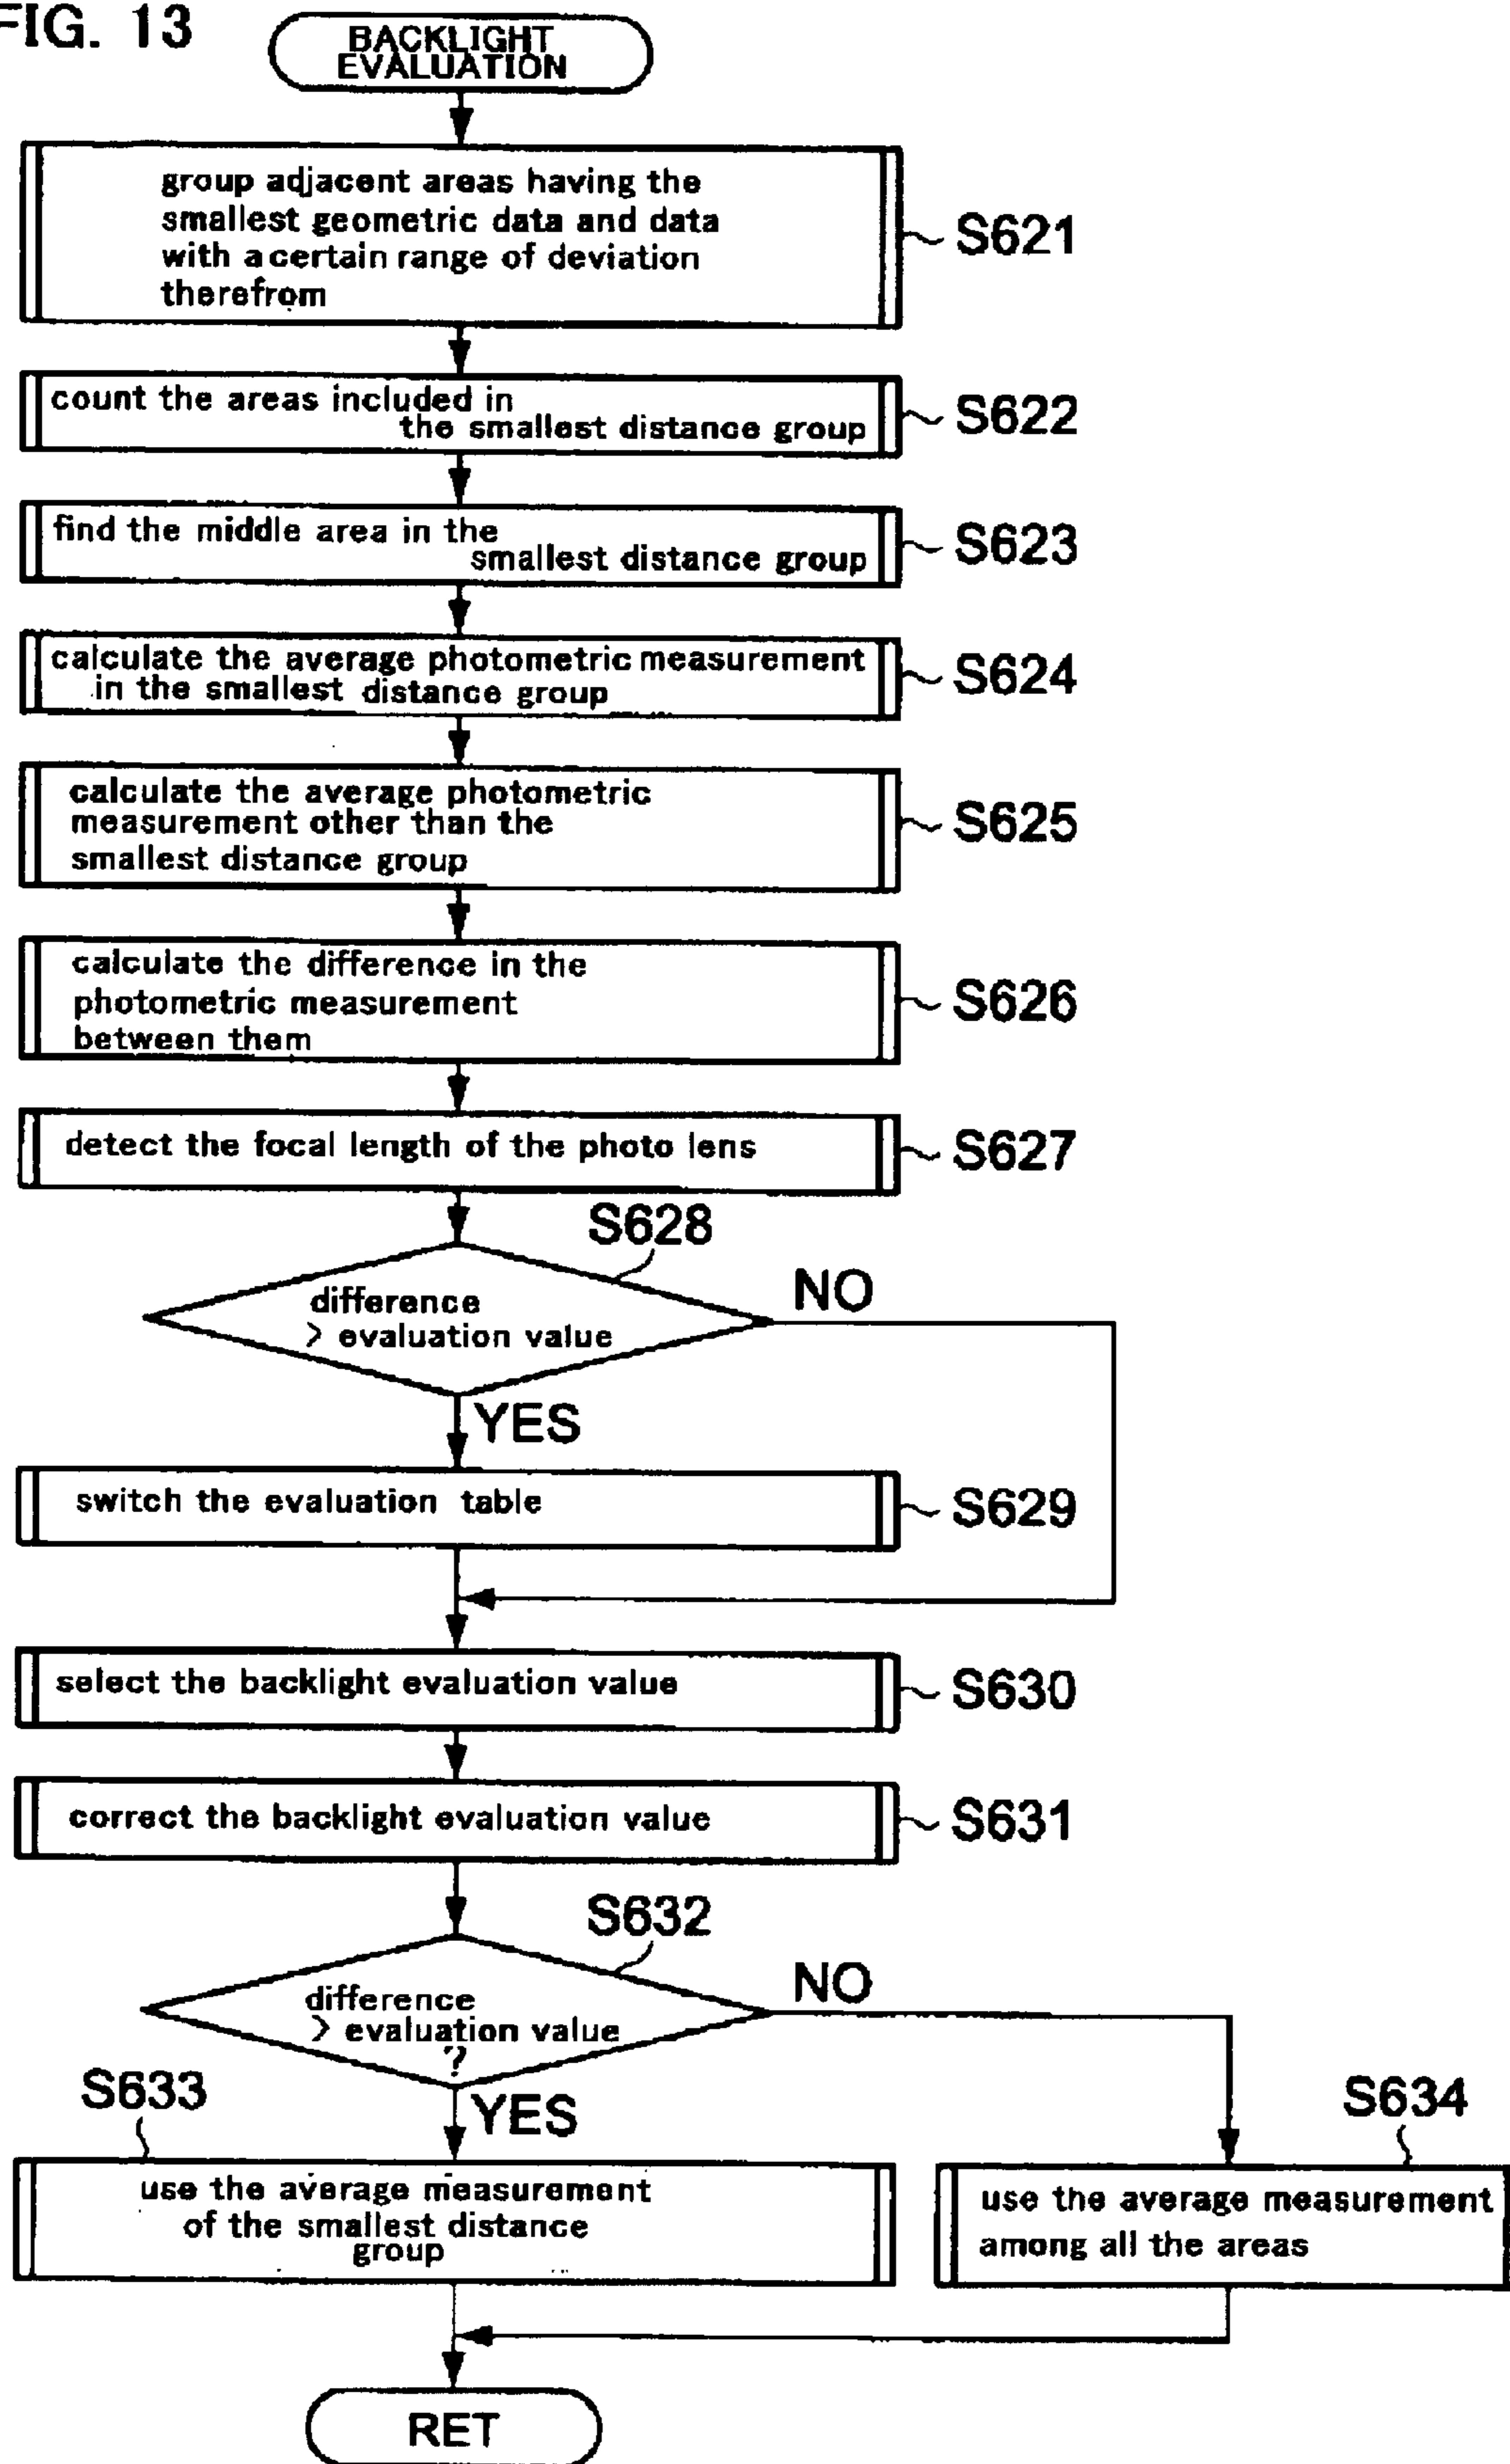 FIG. 13
BACKLIGHT
EVALUATION
group adjacent areas having the
smallest geometric data and data
with a certain range of deviation
therefrom
S621
count the areas included in
the smallest distance group
S622
find the middle area in the
smallest distance group
S623
calculate the average photometric measurement
in the smallest distance group
S624
calculate the average photometric
measurement other than the
smallest distance group
S625
calculate the difference in the
photometric measurement
between them
S626
detect the focal length of the photo lens
S627
S628
difference
> evaluation value
NO
YES
switch the evaluation table
S629
select the backlight evaluation value
S630
correct the backlight evaluation value
S631
S632
difference
> evaluation value
?
NO
YES
S633
use the average measurement
of the smallest distance
group
S634
use the average measurement
among all the areas
RET